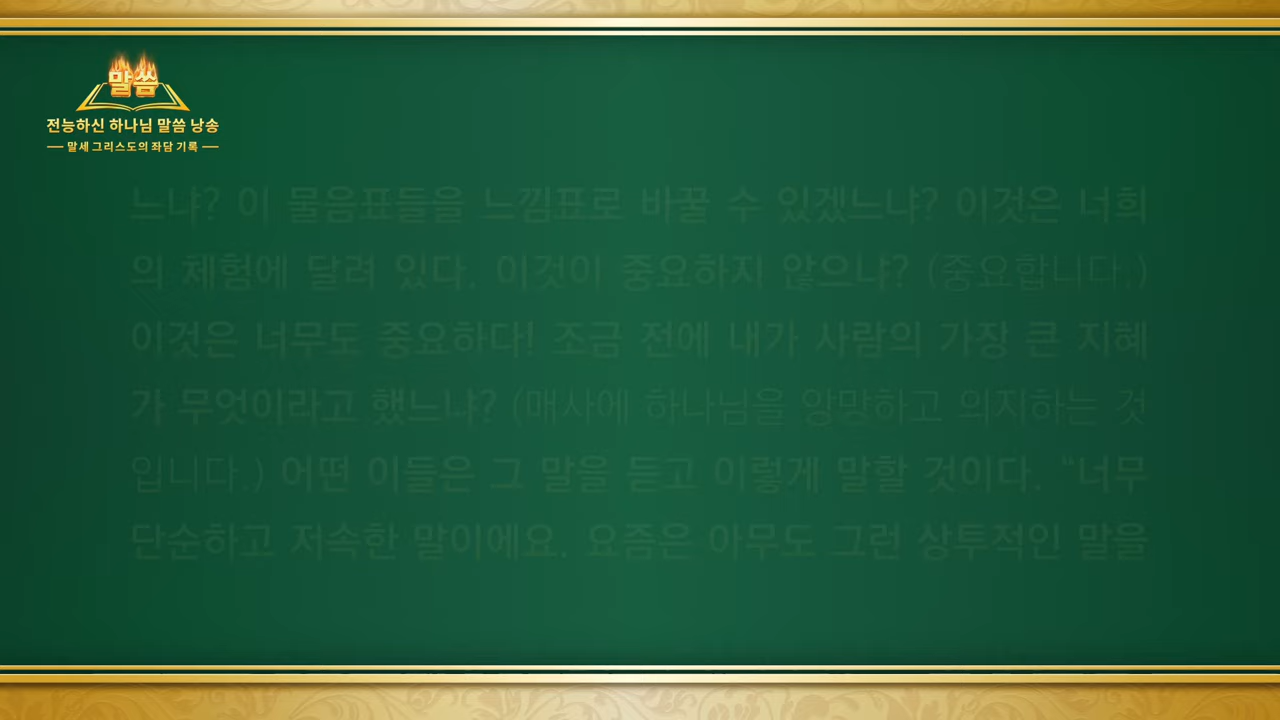 말씀
전능하신 하나님 말씀 낭송
말세 그리스도의 좌담 기록
느냐? 이 물음표들을 느낌표로 바꿀 수 있겠느냐? 이것은 너희
의 체험에 달려 있다. 이것이 중요하지 않으냐? (중요합니다.)
이것은 너무도 중요하다! 조금 전에 내가 사람의 가장 큰 지혜
가 무엇이라고 했느냐? (매사에 하나님을 앙망하고 의지하는 것
입니다.) 어떤 이들은 그 말을 듣고 이렇게 말할 것이다. “너무
단순하고 저속한 말이에요. 요즘은 아무도 그런 상투적인 말을